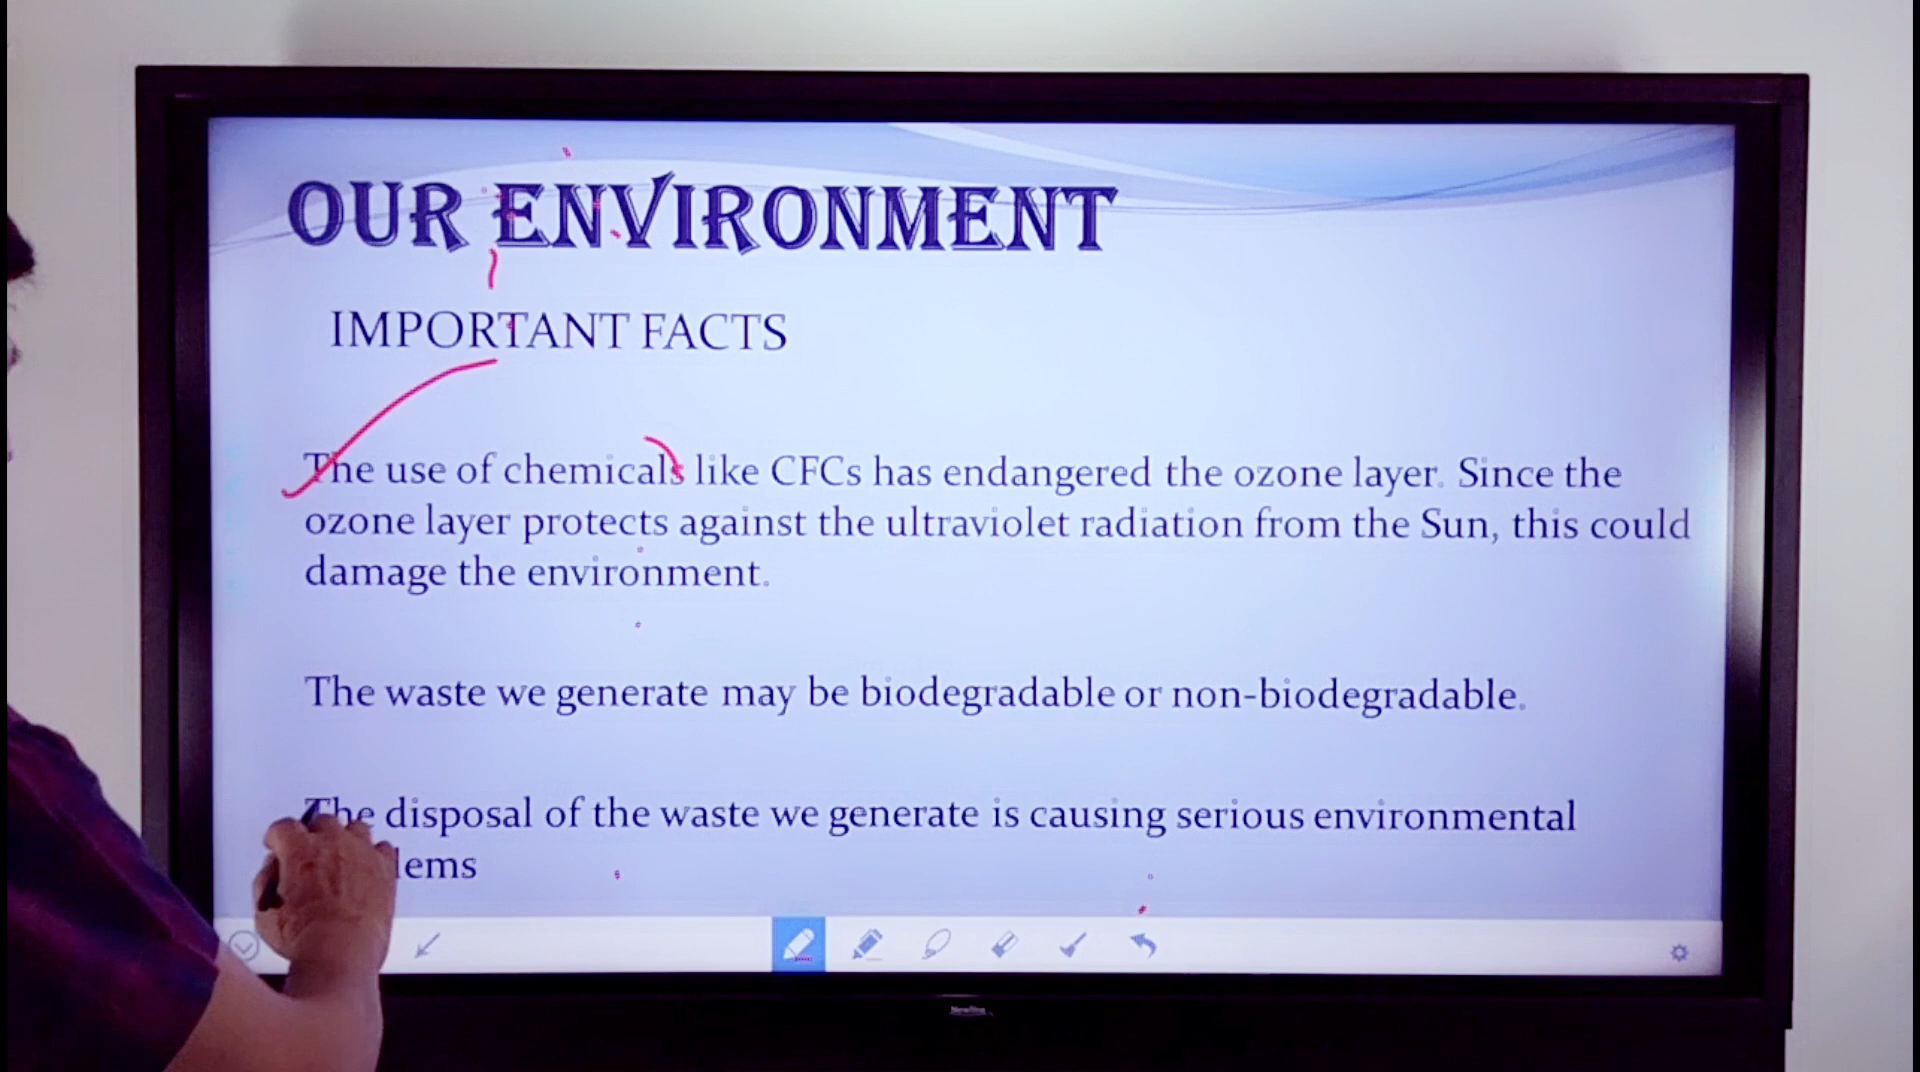 OUR ENVIRONMENT
IMPORTANT FACTS
The use of chemicals like CFCs has endangered the ozone layer. Since the
ozone layer protects against the ultraviolet radiation from the Sun, this could
damage the environment.
The waste we generate may be biodegradable or non-biodegradable.
The disposal of the waste we generate is causing serious environmental
lems